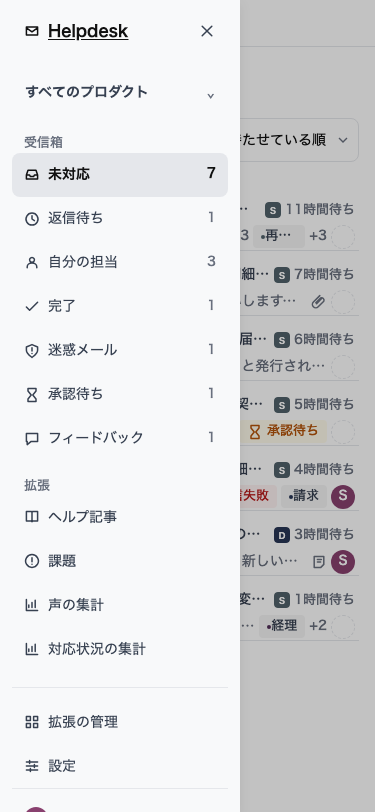 Helpdesk
すべてのプロダクト
受信箱
未対応 7
返信待ち 1
自分の担当 3
完了 1
迷惑メール 1
承認待ち 1
フィードバック 1
拡張
ヘルプ記事
課題
声の集計
対応状況の集計
拡張の管理
設定
たせている順
… S 11時間待ち
3 •再… +3
細… S 7時間待ち
します…
届… S 6時間待ち
と発行され…
… S 5時間待ち
承認待ち
… S 4時間待ち
失敗 •請求 S
の… D 3時間待ち
新しい… S
変… S 1時間待ち
… •経理 +2